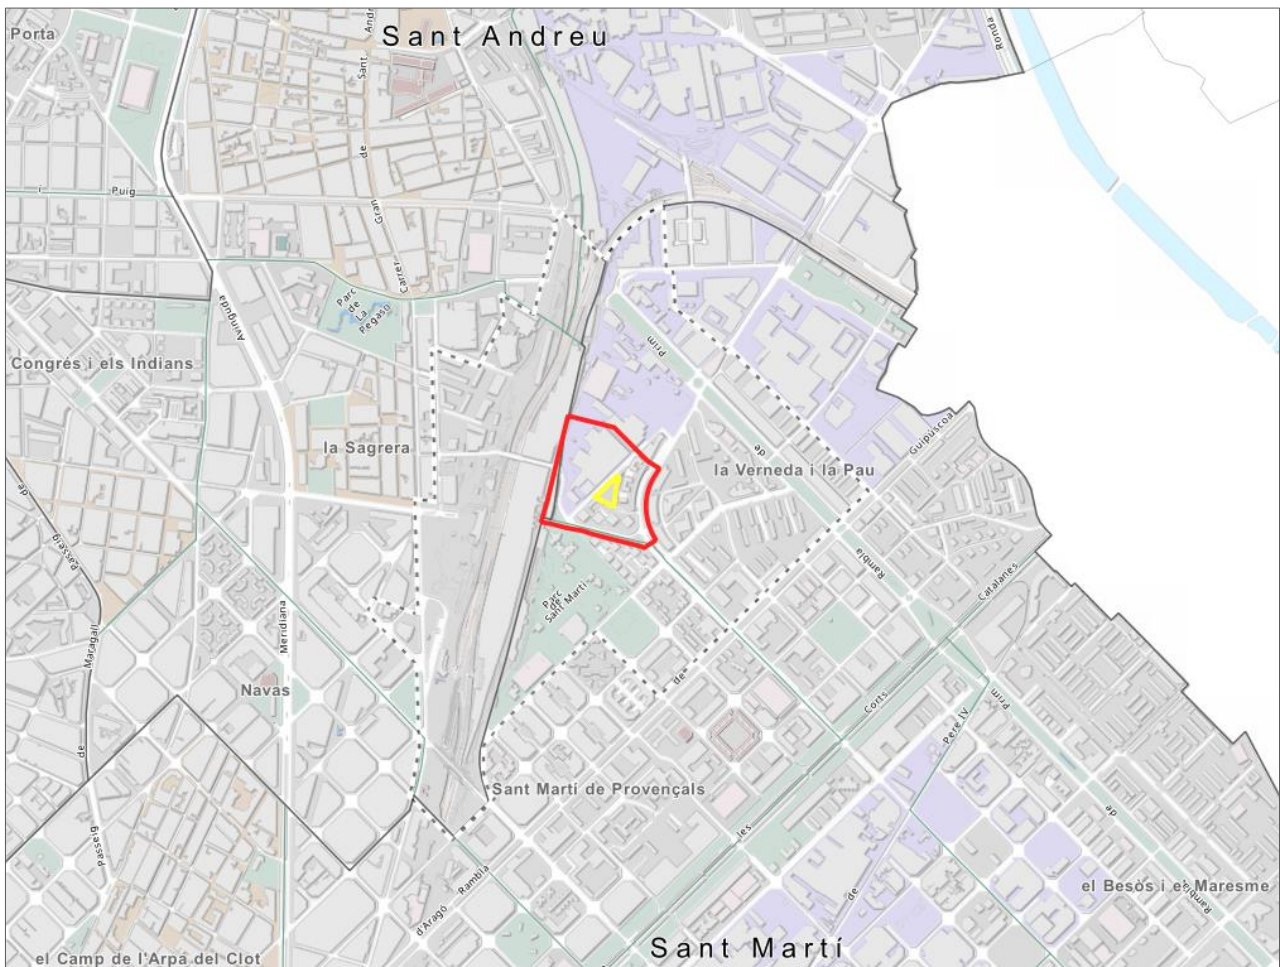 Porta
Sant Andreu
Ronda
Andr
Sant
de
Gran
Carrer
i Puig
Parc
de
La
Pegaso
Avinguda
Congrés i els Indians
Prim
la Sagrera
de
la Verneda i la Pau
Guipúscoa
de
Passeig
Rambla
Catalanes
Parc
de
Sant Martí
Meridiana
Maragall
Navas
de
Corts
Prim
Pere IV
de
Sant Martí de Provençals
de
Passeig
les
Rambla
d'Aragó
de
el Besòs i el Maresme
Rambla
Sant Martí
el Camp de l'Arpa del Clot